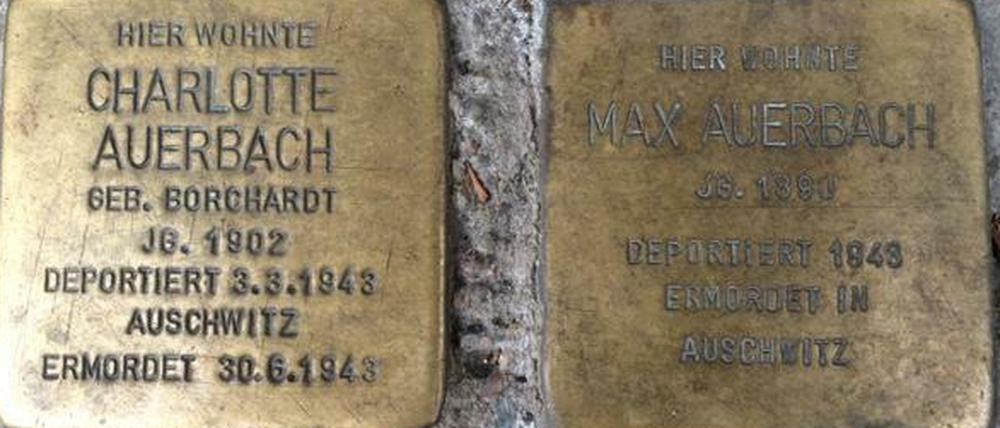 HIER WOHNTE
CHARLOTTE
AUERBACH
GEB. BORCHARDT
JG. 1902
DEPORTIERT 3.3.1943
AUSCHWITZ
ERMORDET 30.6.1943
HIER WOHNTE
MAX AUERBACH
JG.
DEPORTIERT 1943
ERMORDET IN
AUSCHWITZ